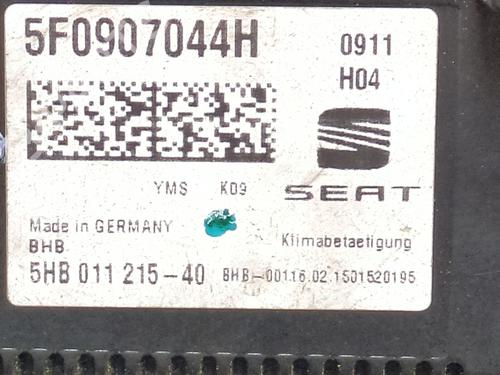 5F0907044H
0911
H04
YMS K09
SEAT
Made in GERMANY
BHB
Klimabetaetigung
5HB 011 215-40
BHB-00116.02.1501520195